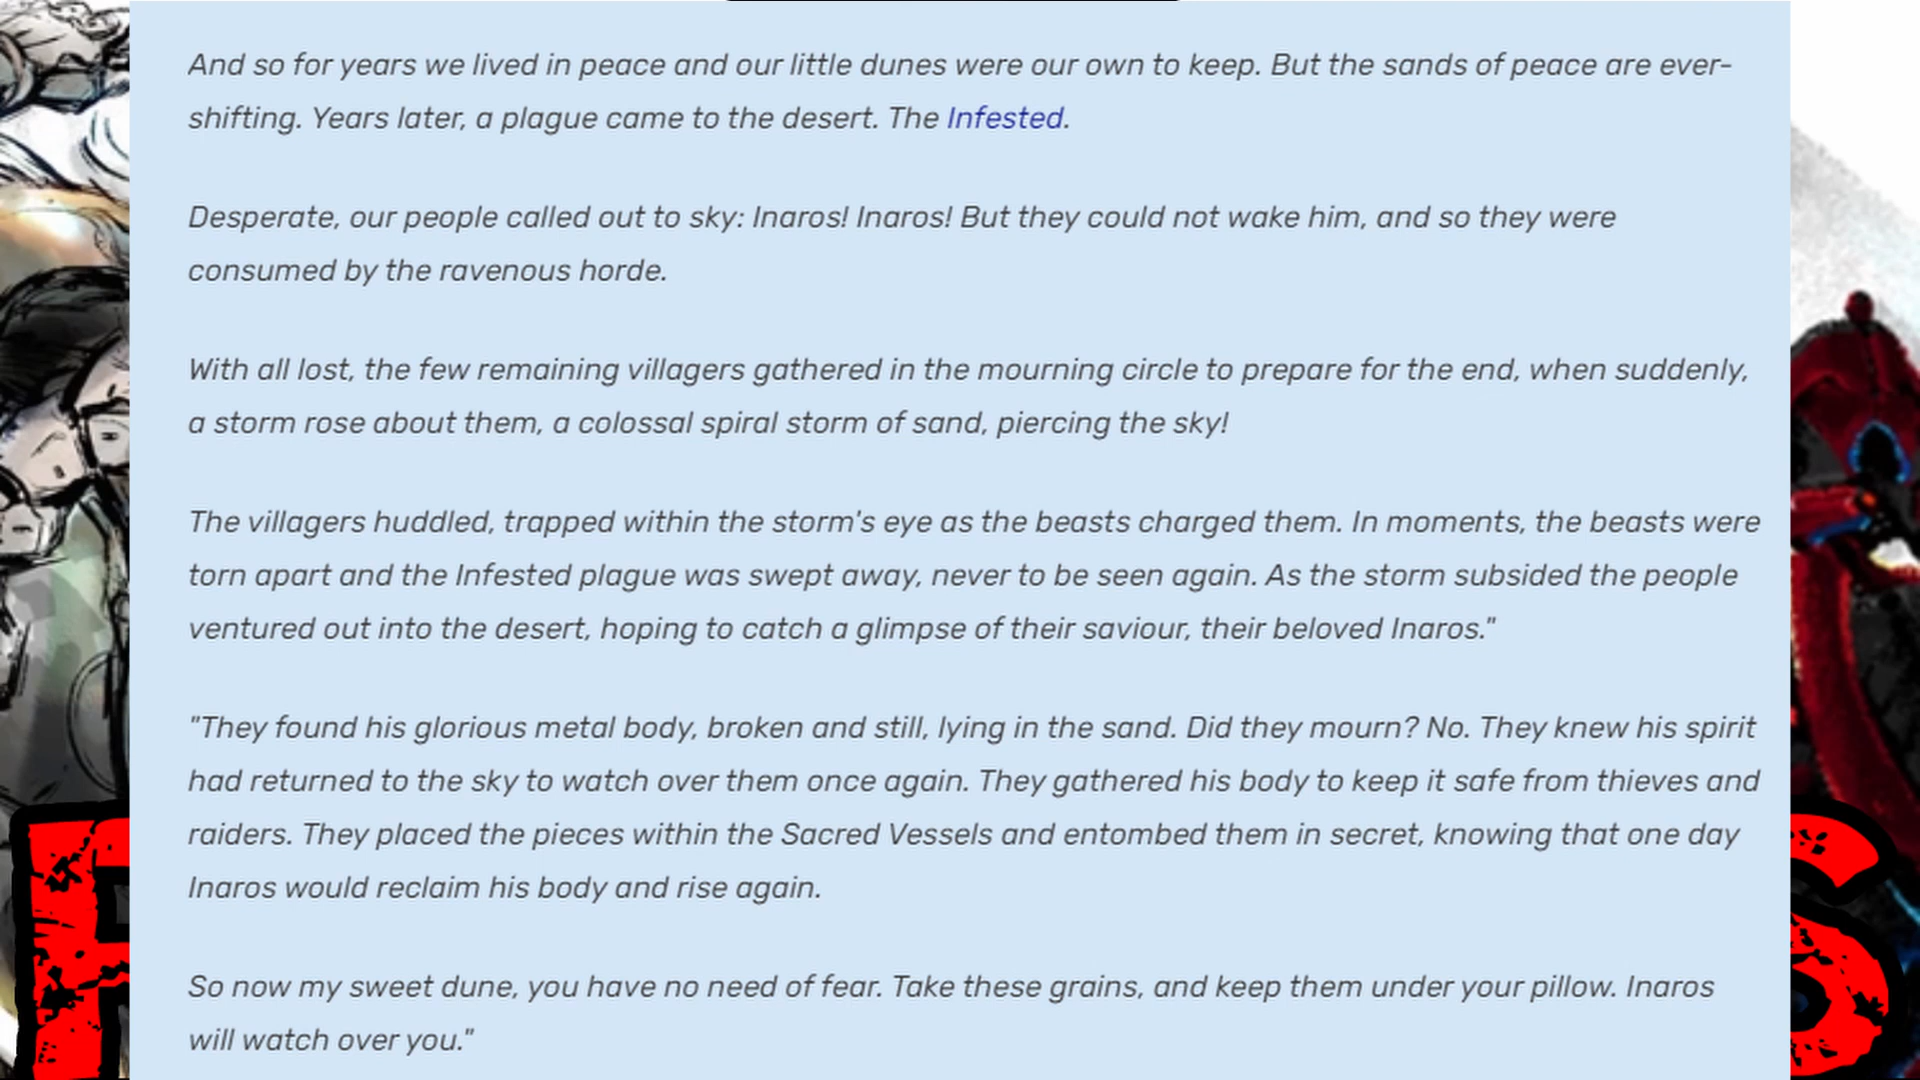 And so for years we lived in peace and our little dunes were our own to keep. But the sands of peace are ever-
shifting. Years later, a plague came to the desert. The Infested.
Desperate, our people called out to sky: Inaros! Inaros! But they could not wake him, and so they were
consumed by the ravenous horde.
With all lost, the few remaining villagers gathered in the mourning circle to prepare for the end, when suddenly,
a storm rose about them, a colossal spiral storm of sand, piercing the sky!
The villagers huddled, trapped within the storm's eye as the beasts charged them. In moments, the beasts were
torn apart and the Infested plague was swept away, never to be seen again. As the storm subsided the people
ventured out into the desert, hoping to catch a glimpse of their saviour, their beloved Inaros."
"They found his glorious metal body, broken and still, lying in the sand. Did they mourn? No. They knew his spirit
had returned to the sky to watch over them once again. They gathered his body to keep it safe from thieves and
raiders. They placed the pieces within the Sacred Vessels and entombed them in secret, knowing that one day
Inaros would reclaim his body and rise again.
So now my sweet dune, you have no need of fear. Take these grains, and keep them under your pillow. Inaros
will watch over you."